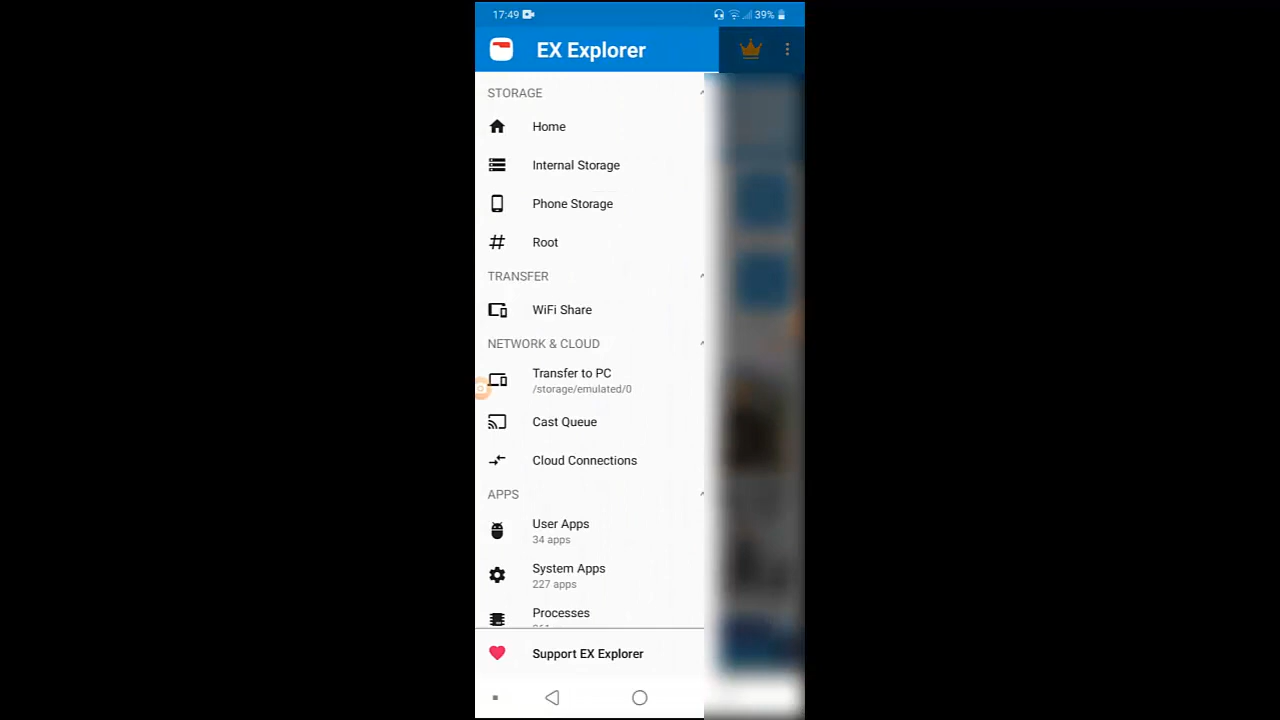 17:49 39%
EX Explorer
STORAGE
Home
Internal Storage
Phone Storage
Root
TRANSFER
WiFi Share
NETWORK & CLOUD
Transfer to PC
/storage/emulated/0
Cast Queue
Cloud Connections
APPS
User Apps
34 apps
System Apps
227 apps
Processes
Support EX Explorer